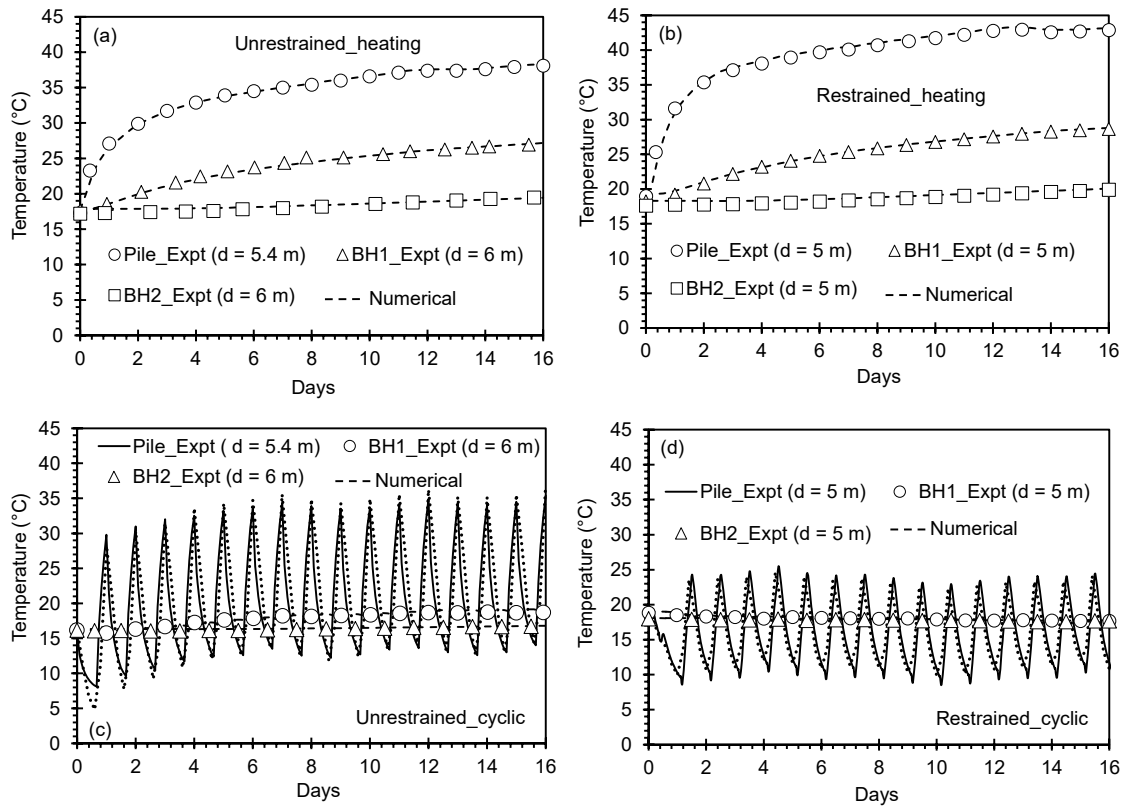 (a)
Unrestrained_heating
Temperature (°C)
45
40
35
30
25
20
15
10
5
0
Pile_Expt (d = 5.4 m)
BH1_Expt (d = 6 m)
BH2_Expt (d = 6 m)
Numerical
0 2 4 6 8 10 12 14 16
Days
(b)
Restrained_heating
Temperature (°C)
45
40
35
30
25
20
15
10
5
0
Pile_Expt (d = 5 m)
BH1_Expt (d = 5 m)
BH2_Expt (d = 5 m)
Numerical
0 2 4 6 8 10 12 14 16
Days
Temperature (°C)
45
40
35
30
25
20
15
10
5
0
Pile_Expt ( d = 5.4 m)
BH1_Expt (d = 6 m)
BH2_Expt (d = 6 m)
Numerical
(c)
Unrestrained_cyclic
0 2 4 6 8 10 12 14 16
Days
(d)
Temperature (°C)
45
40
35
30
25
20
15
10
5
0
Pile_Expt (d = 5 m)
BH1_Expt (d = 5 m)
BH2_Expt (d = 5 m)
Numerical
Restrained_cyclic
0 2 4 6 8 10 12 14 16
Days